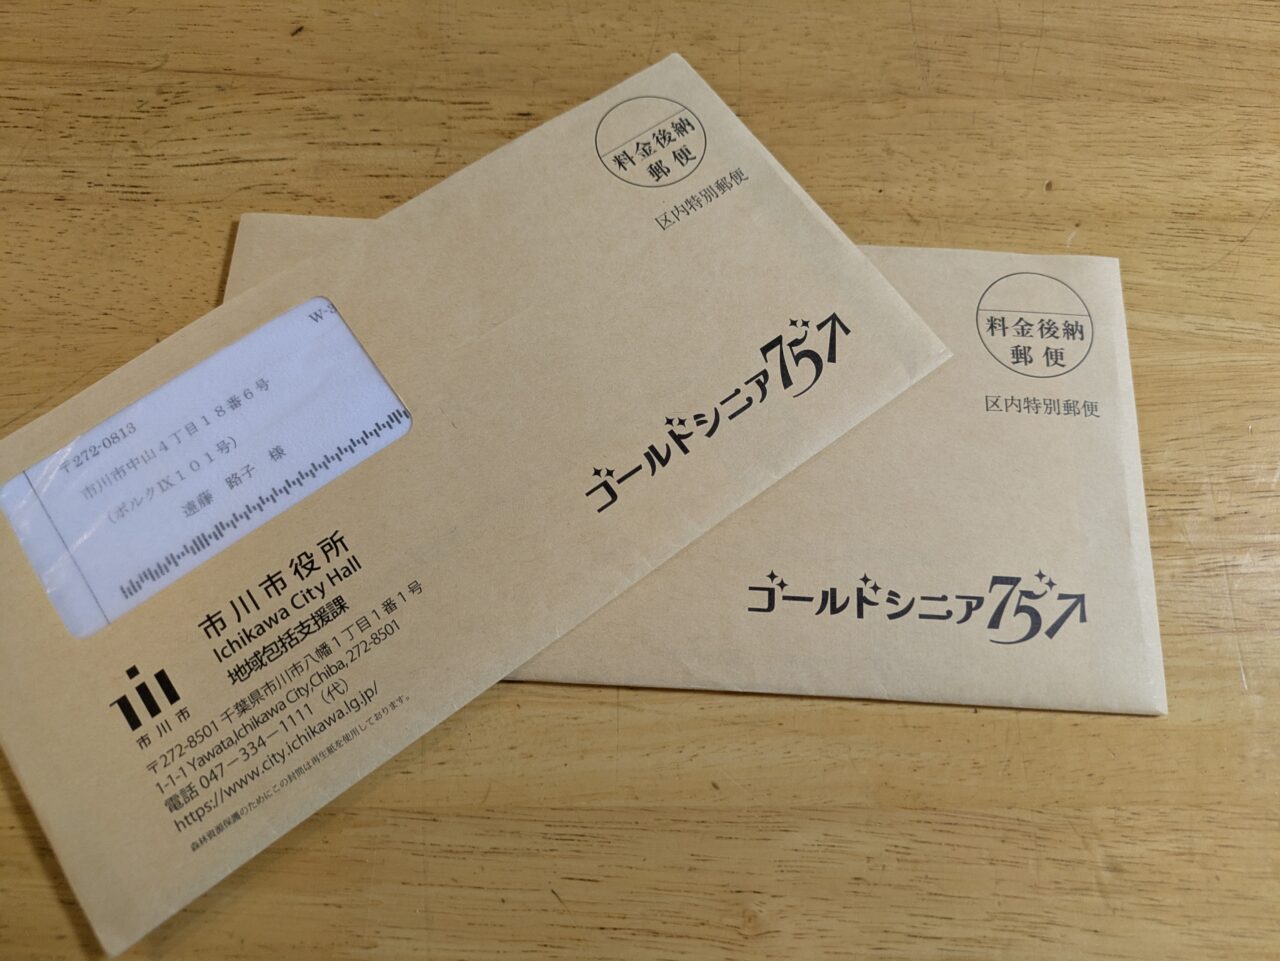 料金後納
郵便
区内特別郵便
W-
〒272-0813
市川市中山4丁目18番6号
(ボルクⅨ101号)
遠藤 路子 様
ゴールドシニア75
市川市
市川市役所
Ichikawa City Hall
地域包括支援課
〒272-8501 千葉県市川市八幡1丁目1番1号
1-1-1 Yawata,Ichikawa City,Chiba,272-8501
電話 047-334-1111(代)
https://www.city.ichikawa.lg.jp/
森林資源保護のためにこの封筒は再生紙を使用しております。
料金後納
郵便
区内特別郵便
ゴールドシニア75